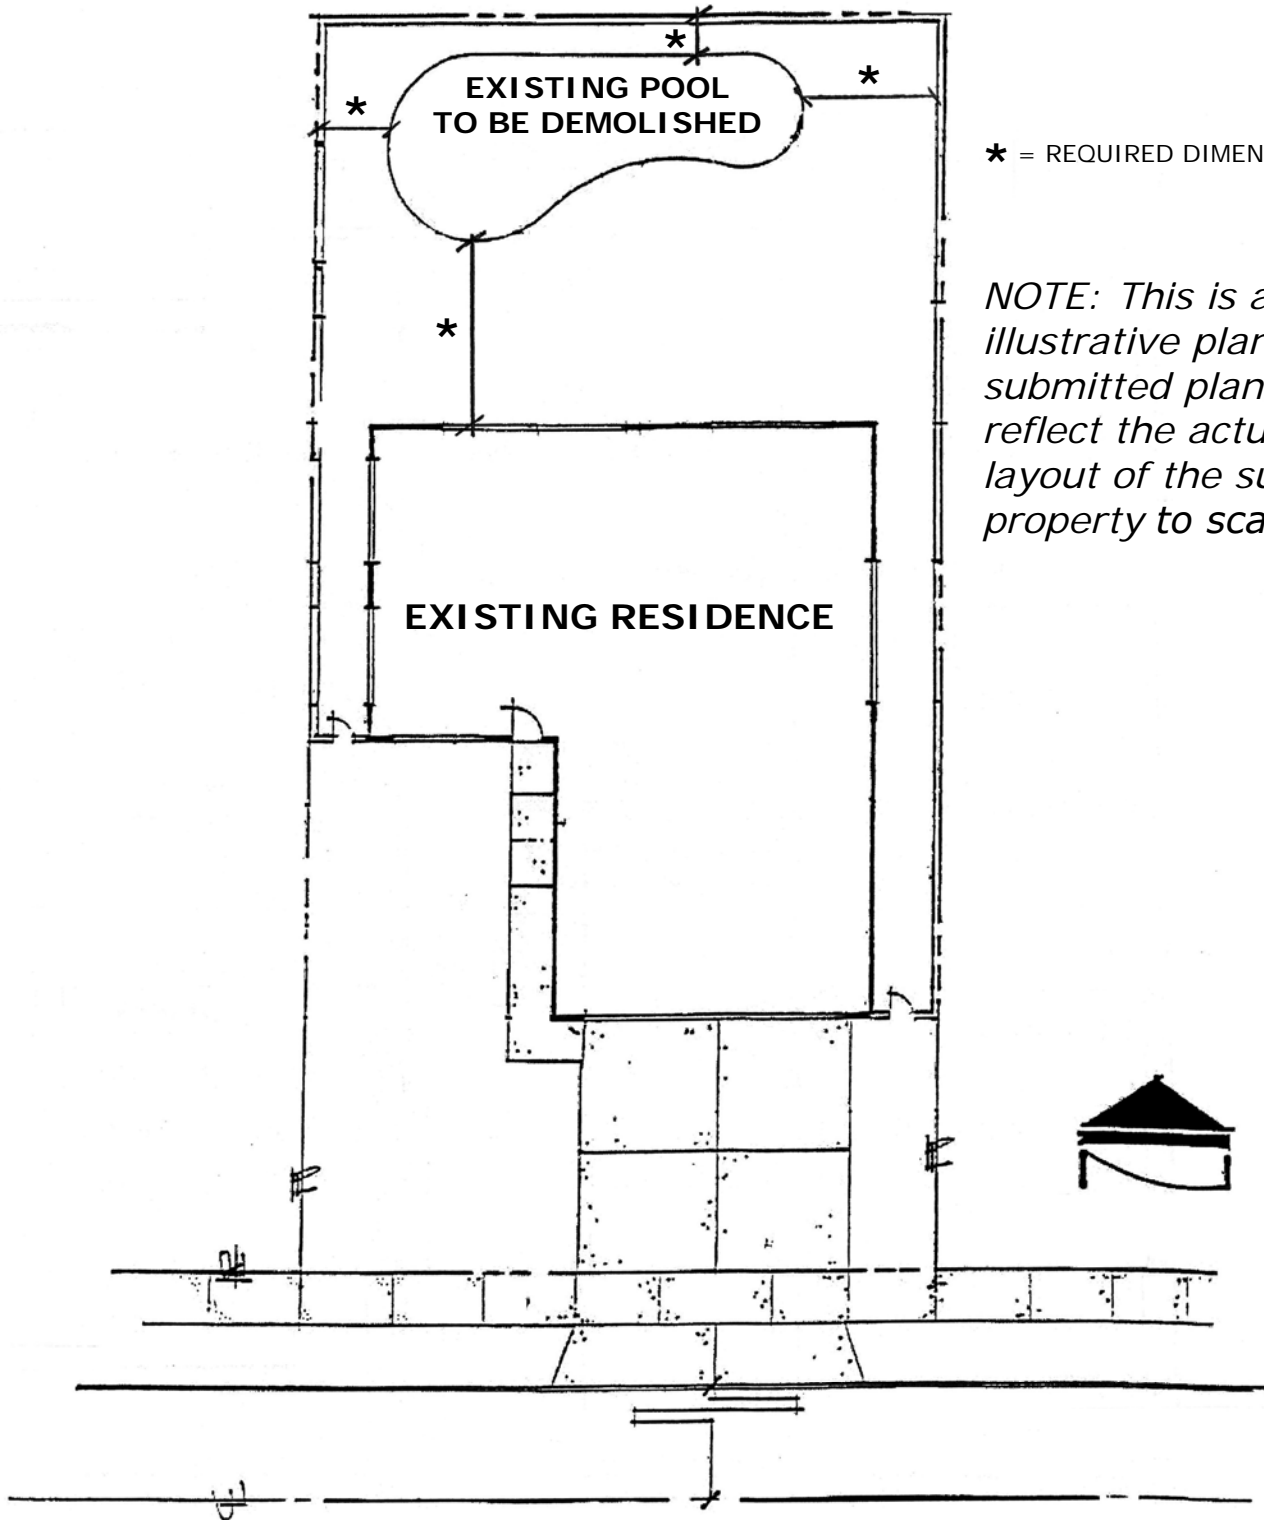 *
EXISTING POOL
TO BE DEMOLISHED
*
*
* = REQUIRED DIMEN
*
NOTE: This is a
illustrative plan
submitted plan
reflect the actu
layout of the su
property to sca
EXISTING RESIDENCE